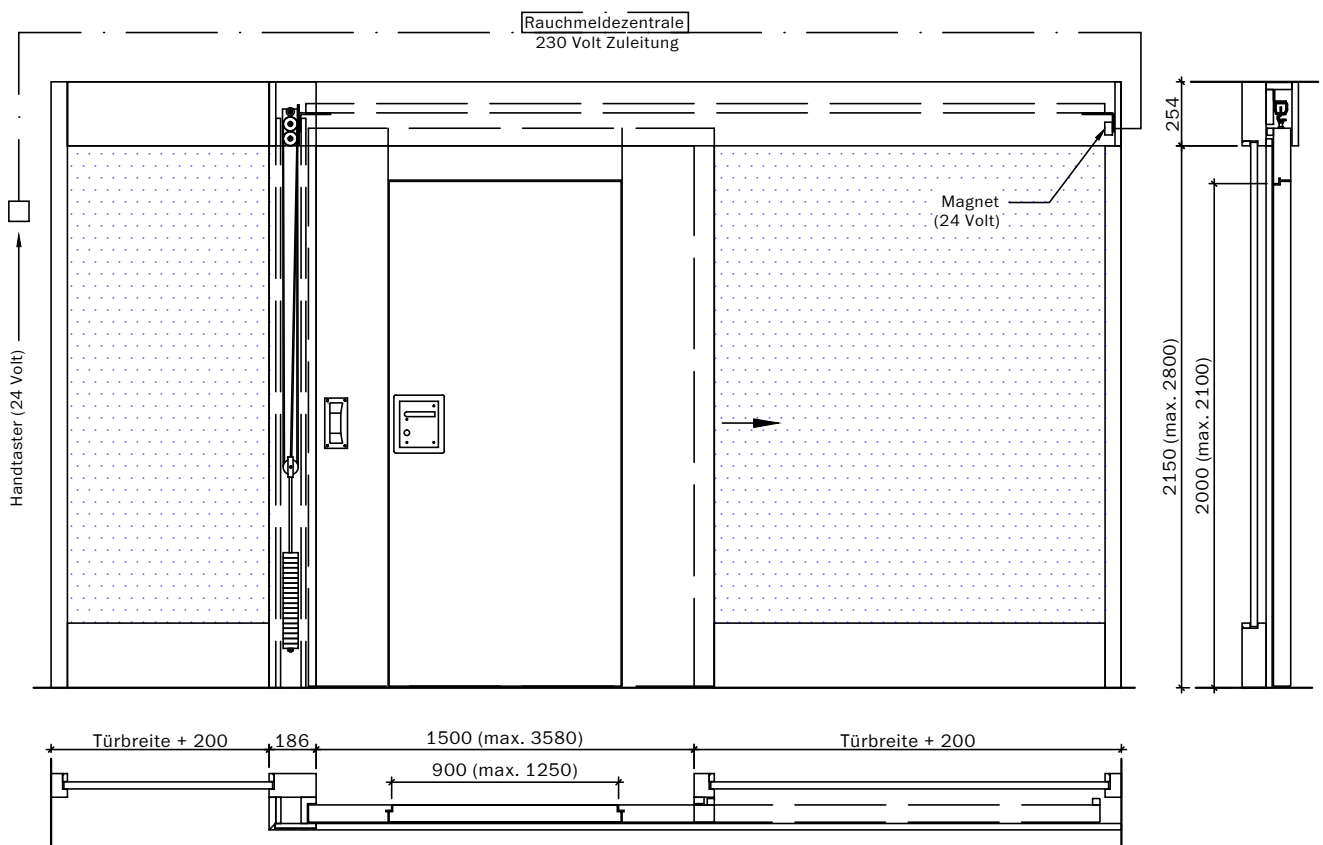 Rauchmeldezentrale
230 Volt Zuleitung
254
Magnet
(24 Volt)
Handtaster (24 Volt)
2150 (max. 2800)
2000 (max. 2100)
Türbreite + 200
186
1500 (max. 3580)
Türbreite + 200
900 (max. 1250)